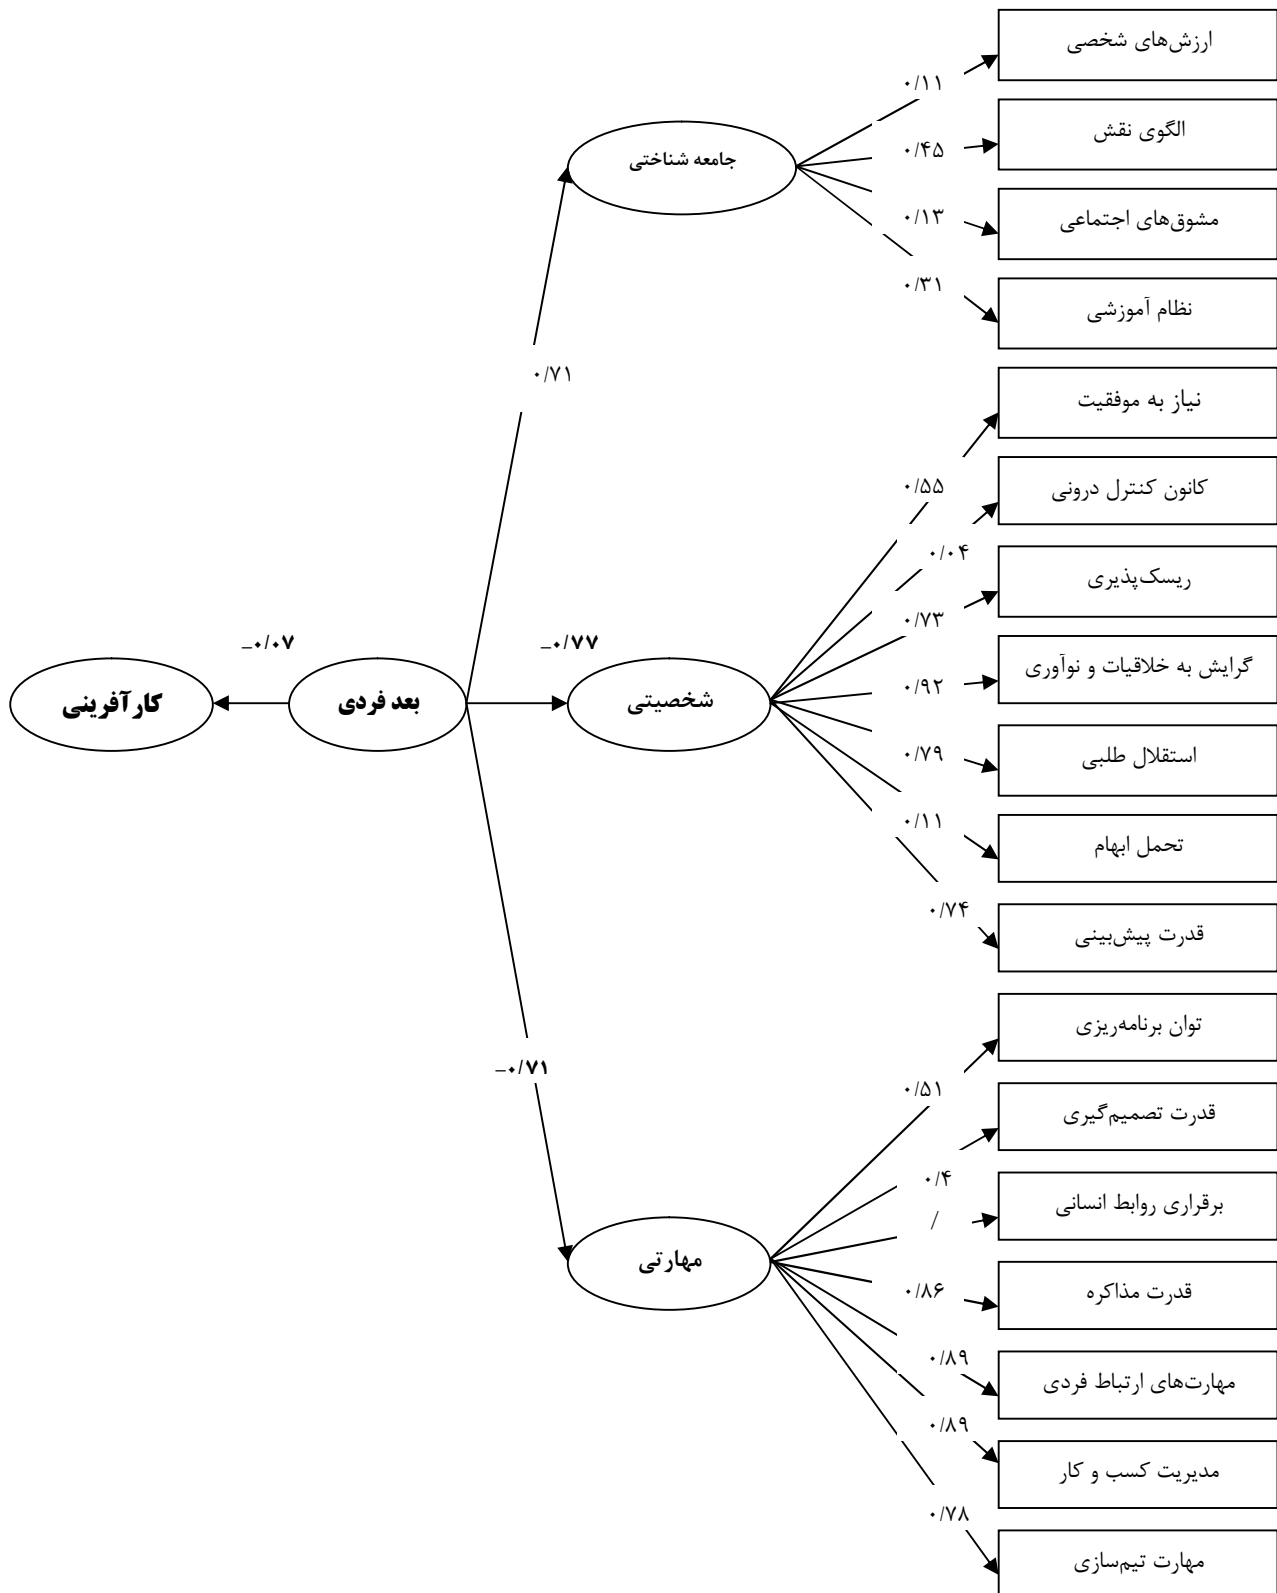 ارزش‌های شخصی
۰/۱۱
الگوی نقش
۰/۴۵
جامعه شناختی
مشوق‌های اجتماعی
۰/۱۳
نظام آموزشی
۰/۳۱
۰/۷۱
نیاز به موفقیت
۰/۵۵
کانون کنترل درونی
۰/۰۴
ریسک‌پذیری
۰/۷۳
گرایش به خلاقیات و نوآوری
۰/۹۲
–۰/۰۷
–۰/۷۷
کارآفرینی
بعد فردی
شخصیتی
استقلال طلبی
۰/۷۹
تحمل ابهام
۰/۱۱
قدرت پیش‌بینی
۰/۷۴
توان برنامه‌ریزی
–۰/۷۱
۰/۵۱
قدرت تصمیم‌گیری
۰/۴
برقراری روابط انسانی
/
مهارتی
قدرت مذاکره
۰/۸۶
مهارت‌های ارتباط فردی
۰/۸۹
مدیریت کسب و کار
۰/۸۹
مهارت تیم‌سازی
۰/۷۸